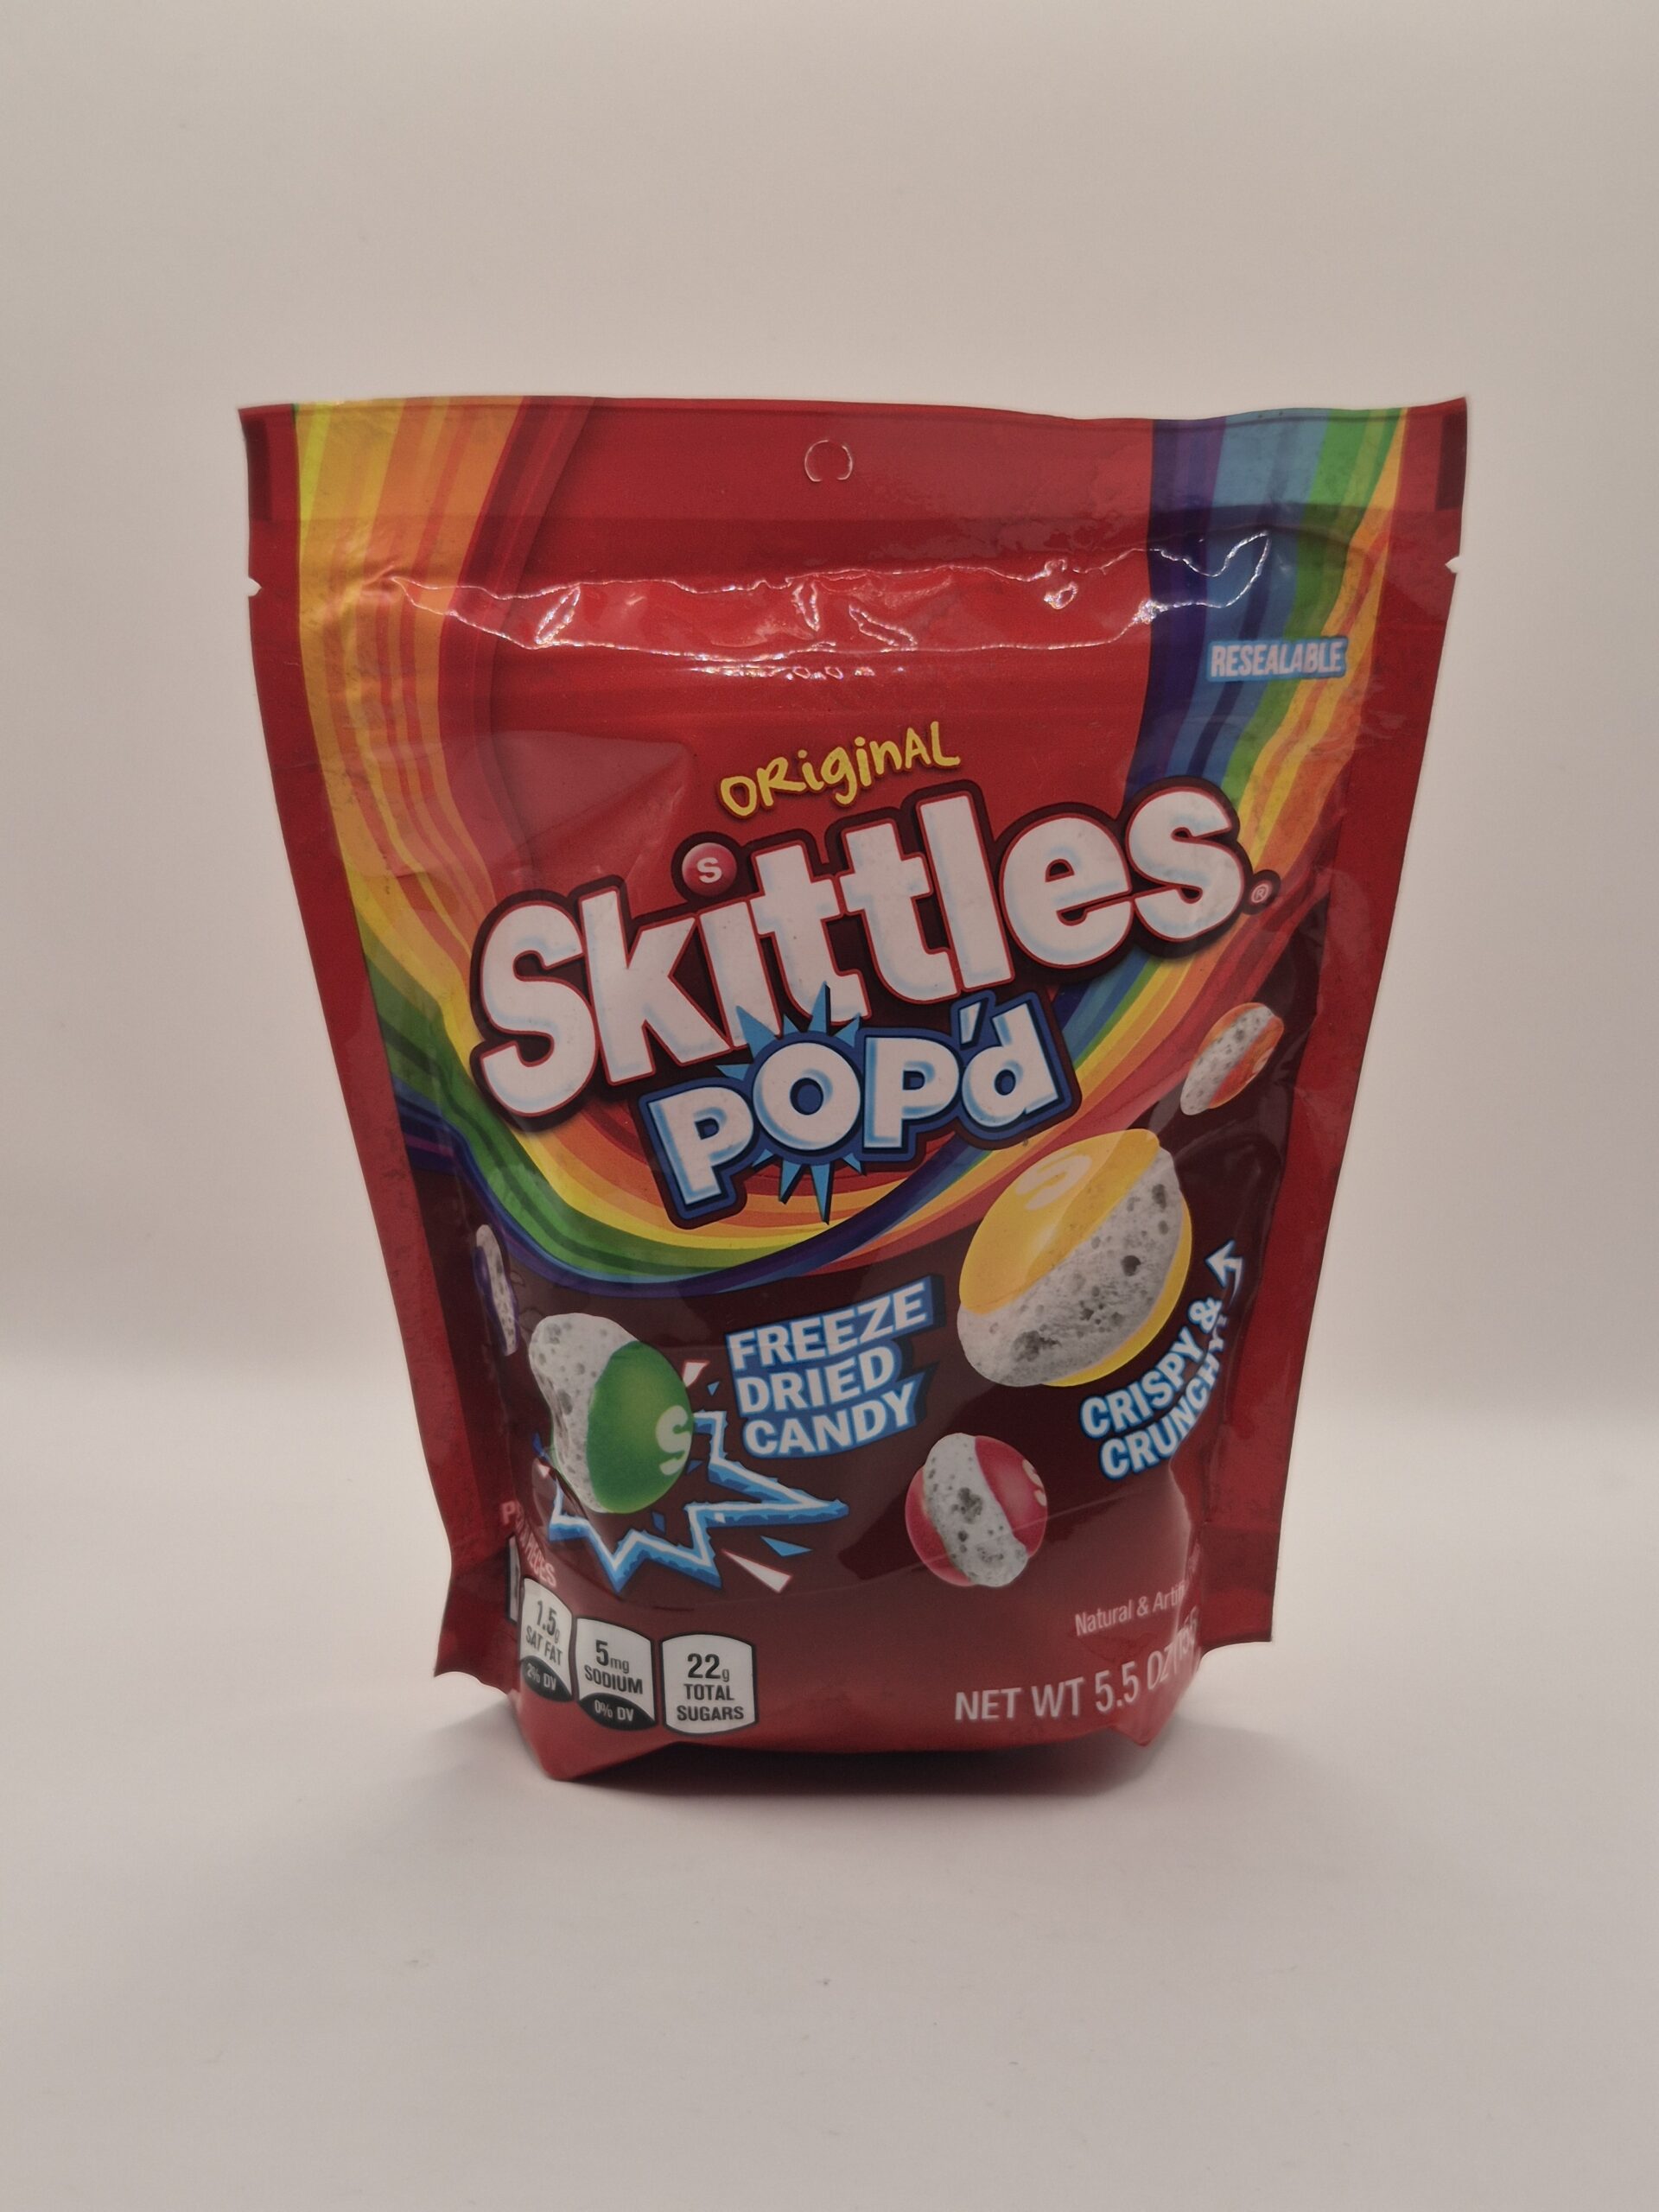 RESEALABLE
ORiginAL
S
Skittles®
POP'd
FREEZE
DRIED
CANDY
CRISPY &
CRUNCHY!
S
S
S
1.5g
SAT FAT
2% DV
5mg
SODIUM
0% DV
22g
TOTAL
SUGARS
Natural &
NET WT 5.5 OZ